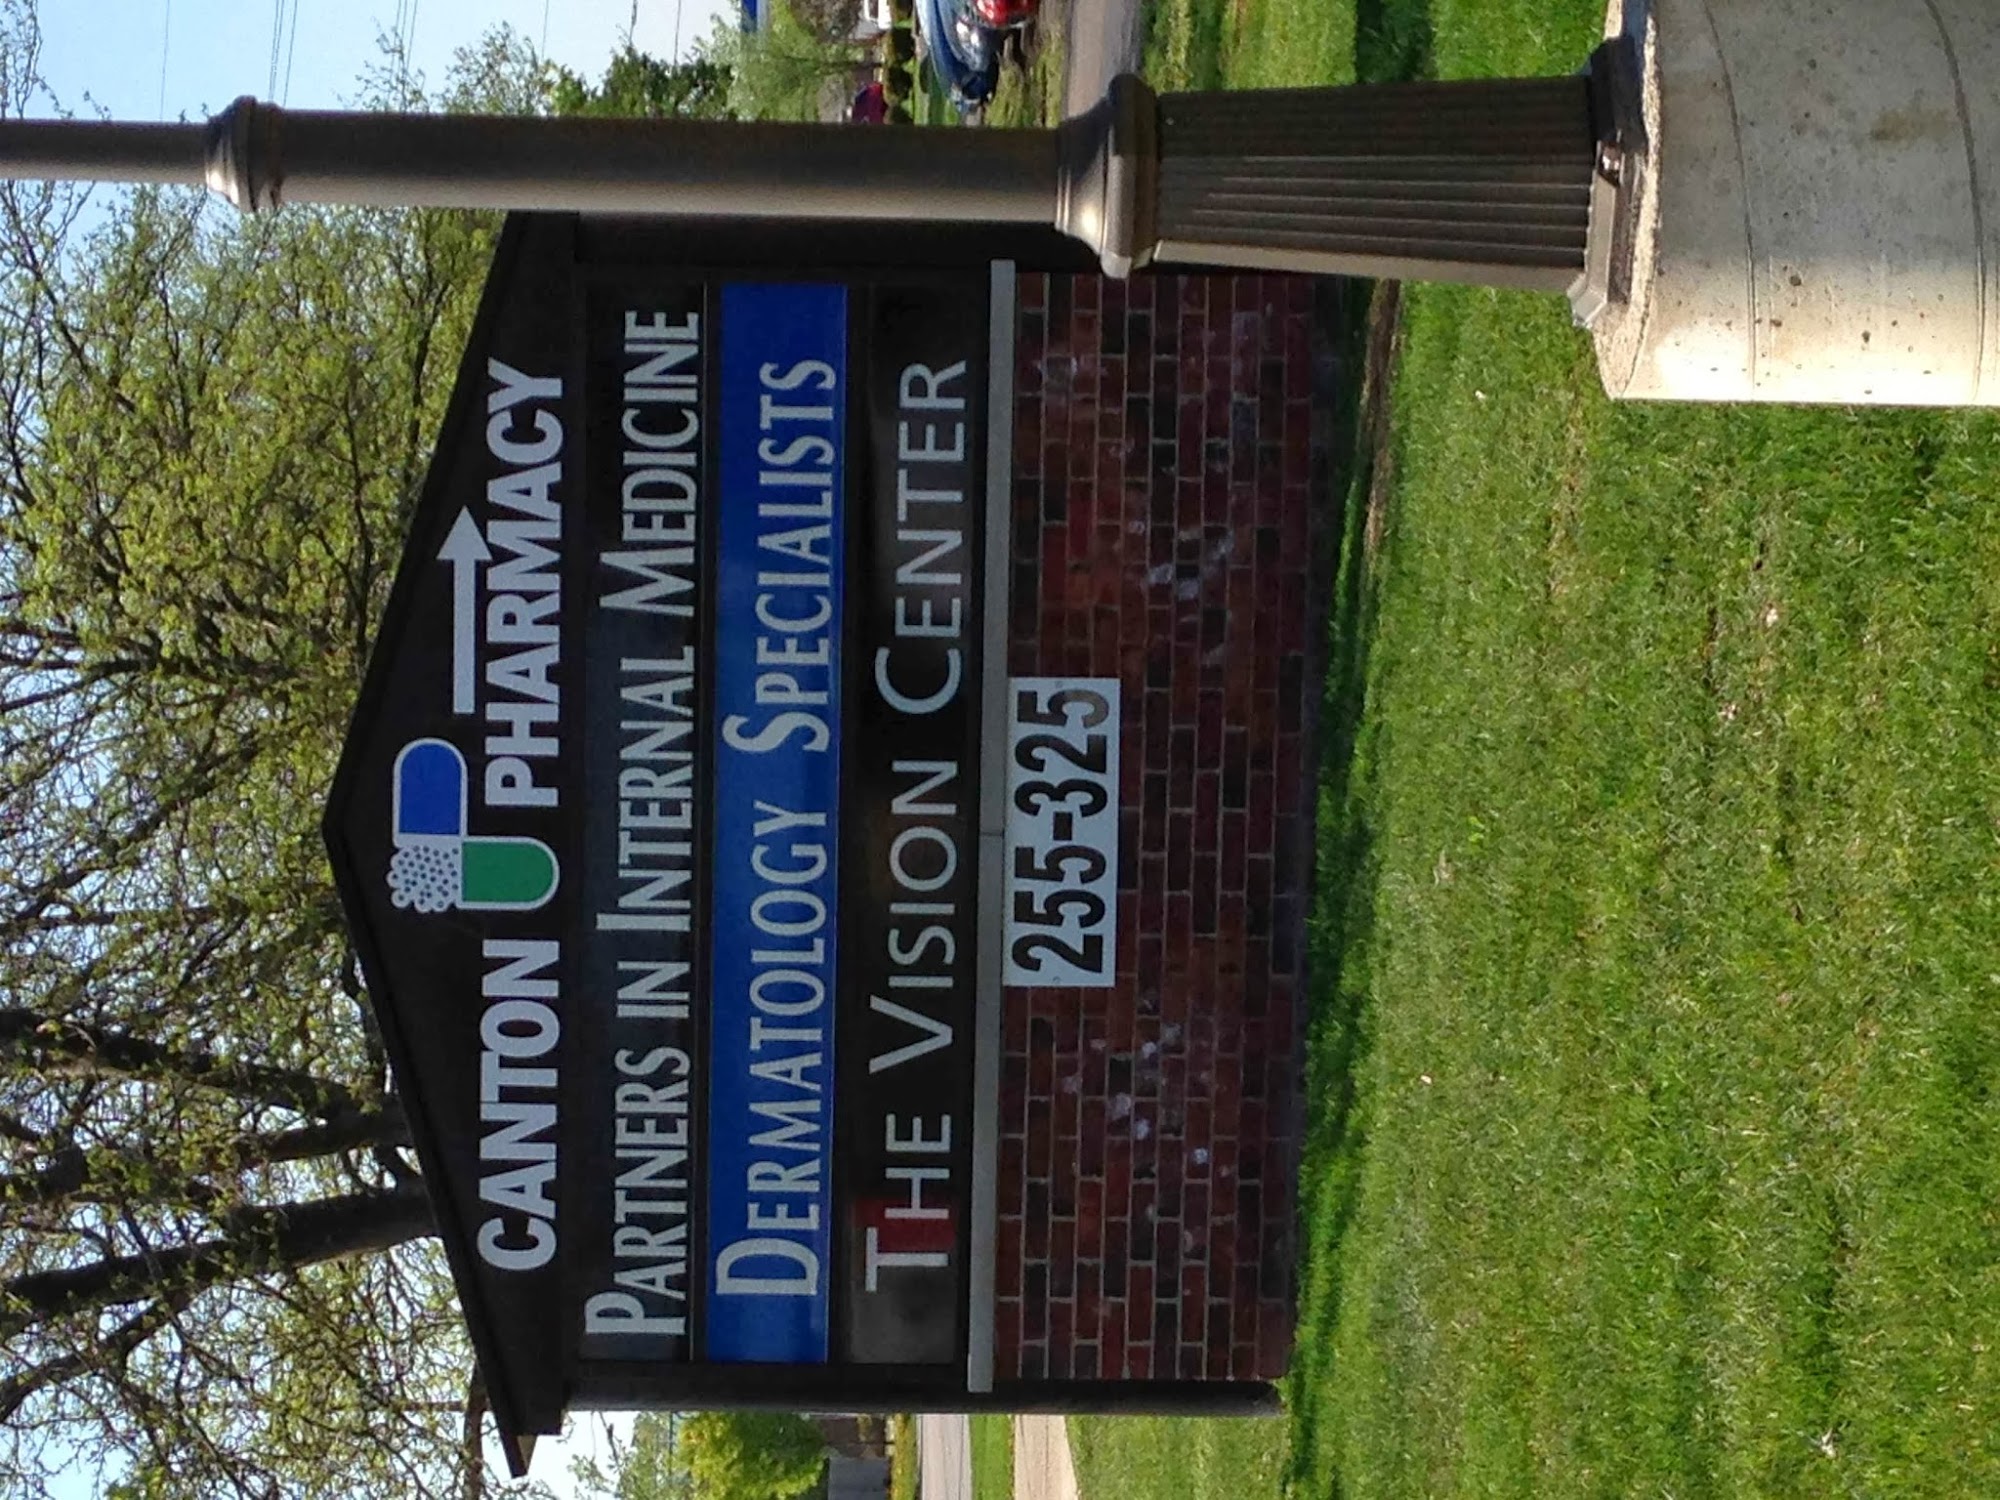 CANTON PHARMACY
PARTNERS IN INTERNAL MEDICINE
DERMATOLOGY SPECIALISTS
THE VISION CENTER
255-325